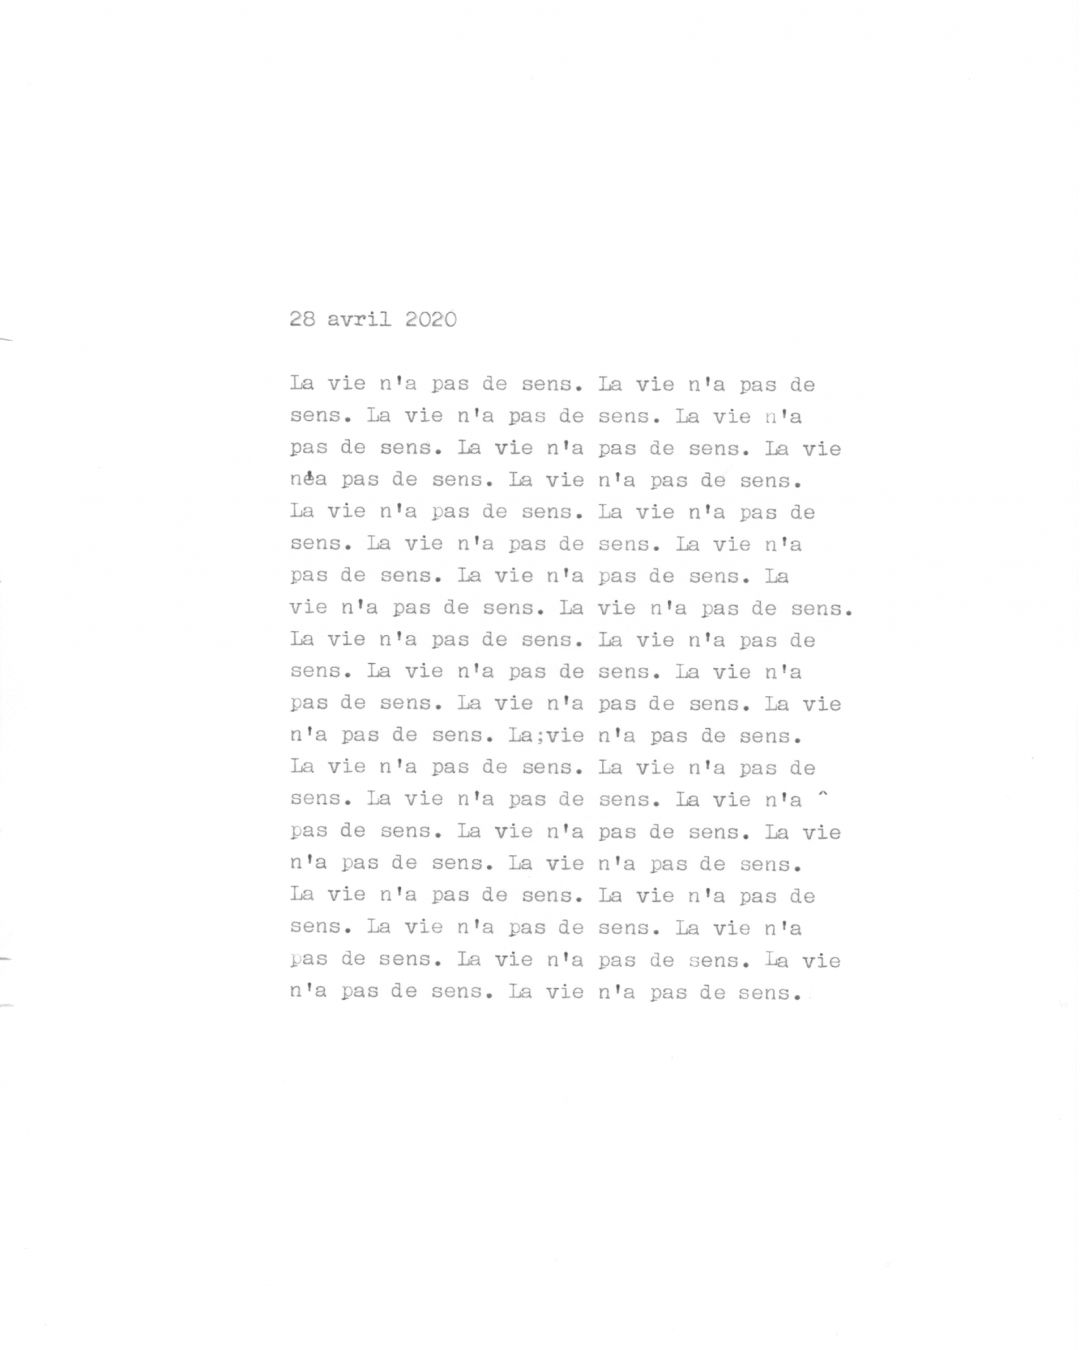 28 avril 2020
La vie n'a pas de sens. La vie n'a pas de
sens. La vie n'a pas de sens. La vie n'a
pas de sens. La vie n'a pas de sens. La vie
n'a pas de sens. La vie n'a pas de sens.
La vie n'a pas de sens. La vie n'a pas de
sens. La vie n'a pas de sens. La vie n'a
pas de sens. La vie n'a pas de sens. La
vie n'a pas de sens. La vie n'a pas de sens.
La vie n'a pas de sens. La vie n'a pas de
sens. La vie n'a pas de sens. La vie n'a
pas de sens. La vie n'a pas de sens. La vie
n'a pas de sens. La;vie n'a pas de sens.
La vie n'a pas de sens. La vie n'a pas de
sens. La vie n'a pas de sens. La vie n'a ^
pas de sens. La vie n'a pas de sens. La vie
n'a pas de sens. La vie n'a pas de sens.
La vie n'a pas de sens. La vie n'a pas de
sens. La vie n'a pas de sens. La vie n'a
pas de sens. La vie n'a pas de sens. La vie
n'a pas de sens. La vie n'a pas de sens.